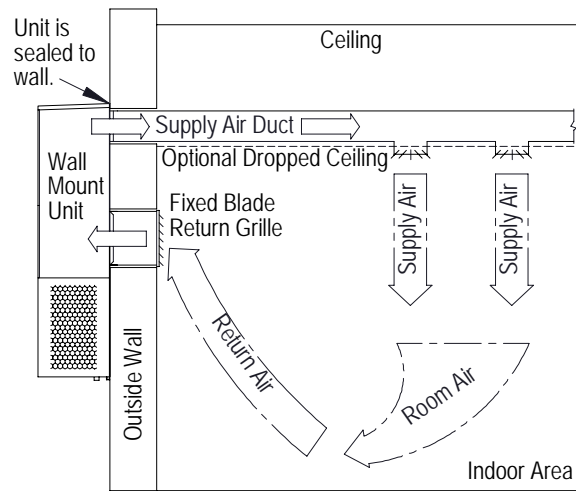 Unit is
sealed to
wall.
Ceiling
Supply Air Duct
Optional Dropped Ceiling
Wall
Mount
Unit
Fixed Blade
Return Grille
Supply Air
Supply Air
Return Air
Room Air
Outside Wall
Indoor Area